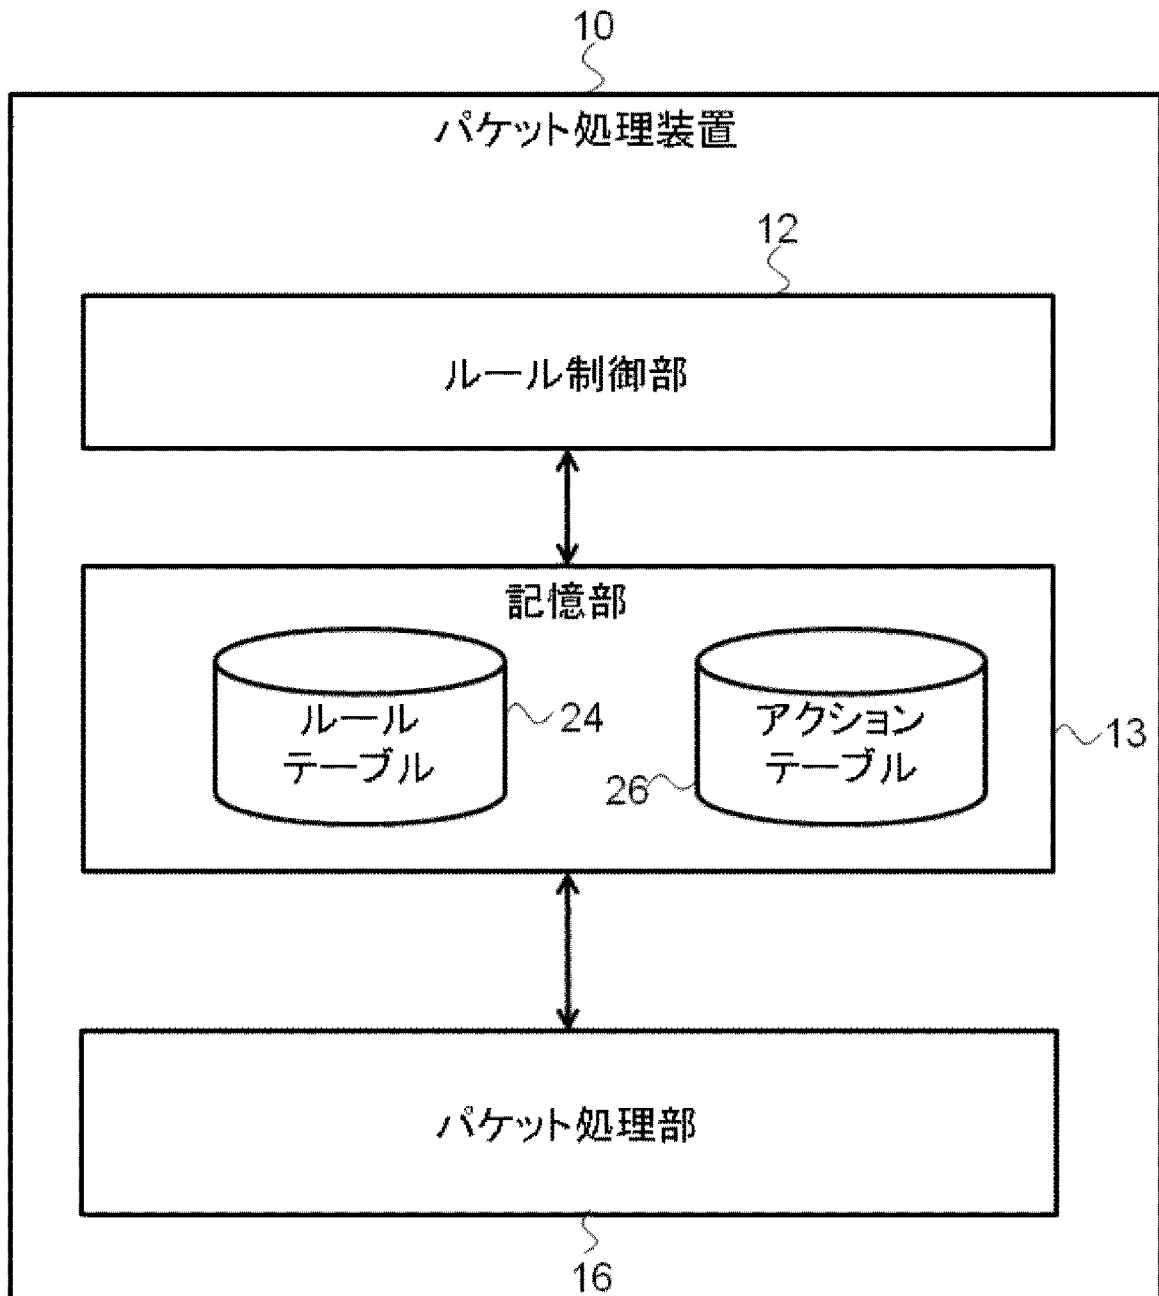 10
パケット処理装置
12
ルール制御部
記憶部
ルール
テーブル
24
アクション
テーブル
26
13
パケット処理部
16